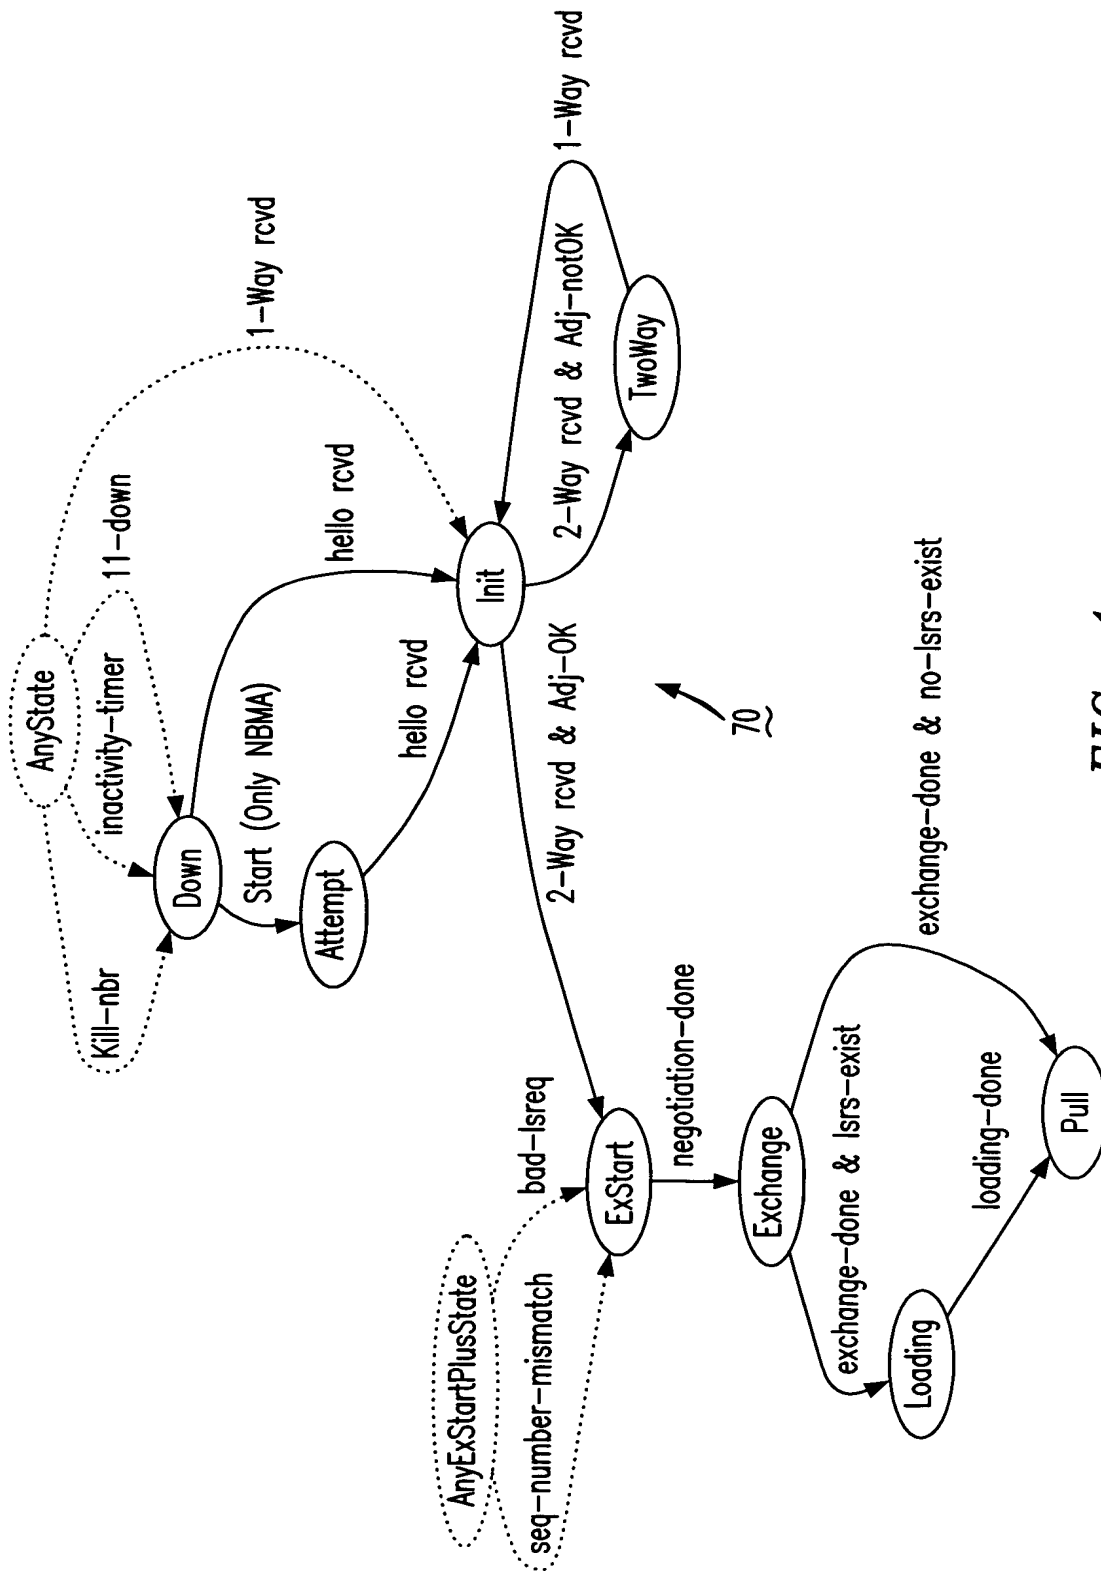 AnyState
1-Way rcvd
Kill-nbr
inactivity-timer
11-down
Down
Start (Only NBMA)
hello rcvd
Attempt
hello rcvd
Init
1-Way rcvd
2-Way rcvd & Adj-notOK
TwoWay
2-Way rcvd & Adj-OK
AnyExStartPlusState
bad-lsreq
seq-number-mismatch
ExStart
negotiation-done
70
Exchange
exchange-done & lsrs-exist
exchange-done & no-lsrs-exist
Loading
loading-done
Pull